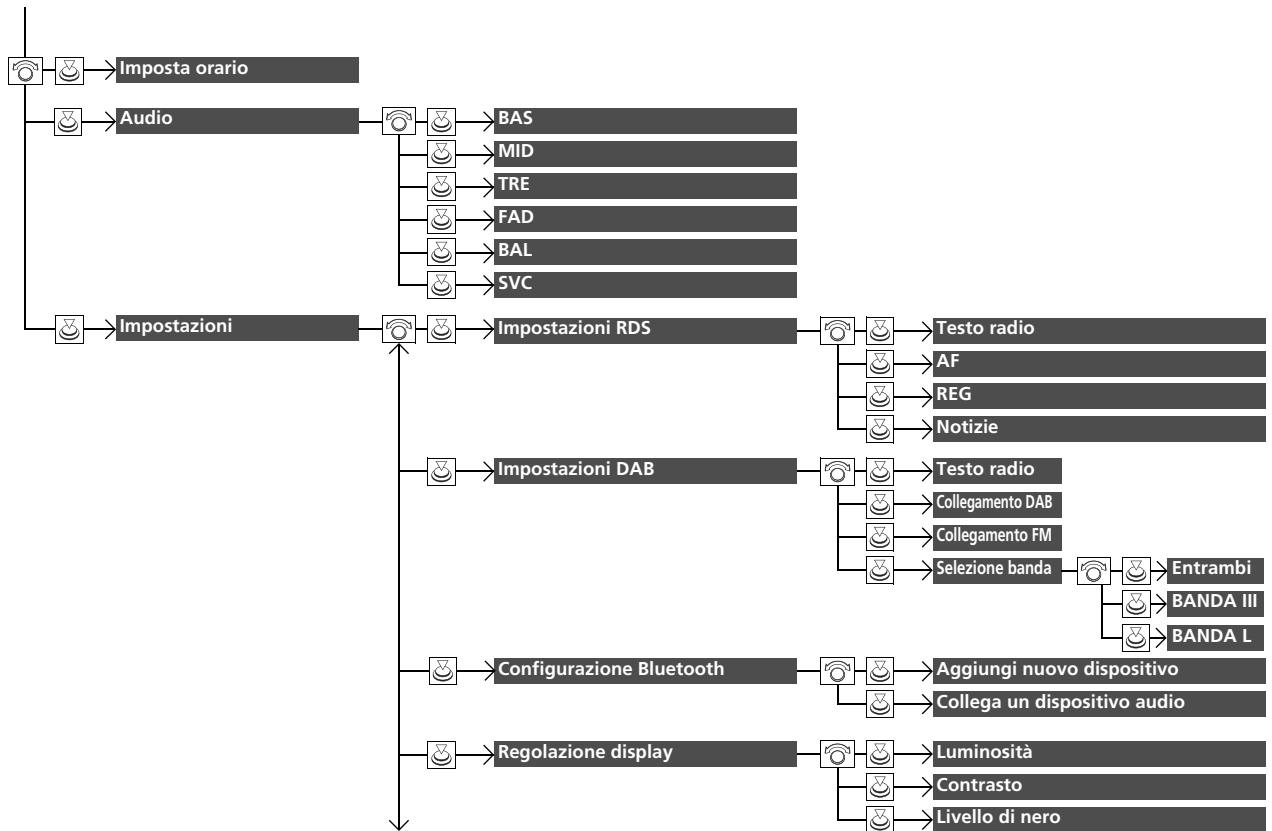 Imposta orario
Audio
BAS
MID
TRE
FAD
BAL
SVC
Impostazioni
Impostazioni RDS
Testo radio
AF
REG
Notizie
Impostazioni DAB
Testo radio
Collegamento DAB
Collegamento FM
Selezione banda
Entrambi
BANDA III
BANDA L
Configurazione Bluetooth
Aggiungi nuovo dispositivo
Collega un dispositivo audio
Regolazione display
Luminosità
Contrasto
Livello di nero